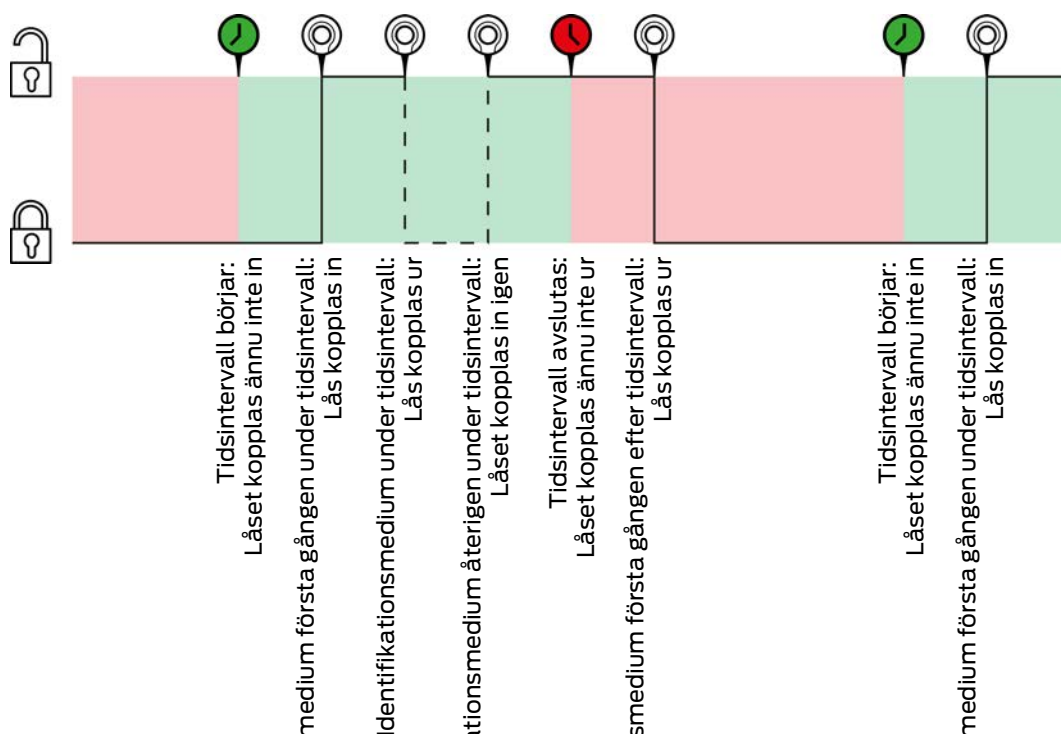 Tidsintervall börjar:
Låset kopplas ännu inte in
medium första gången under tidsintervall:
Lås kopplas in
Identifikationsmedium under tidsintervall:
Lås kopplas ur
ationsmedium återigen under tidsintervall:
Låset kopplas in igen
Tidsintervall avslutas:
Låset kopplas ännu inte ur
smedium första gången efter tidsintervall:
Lås kopplas ur
Tidsintervall börjar:
Låset kopplas ännu inte in
medium första gången under tidsintervall:
Lås kopplas in